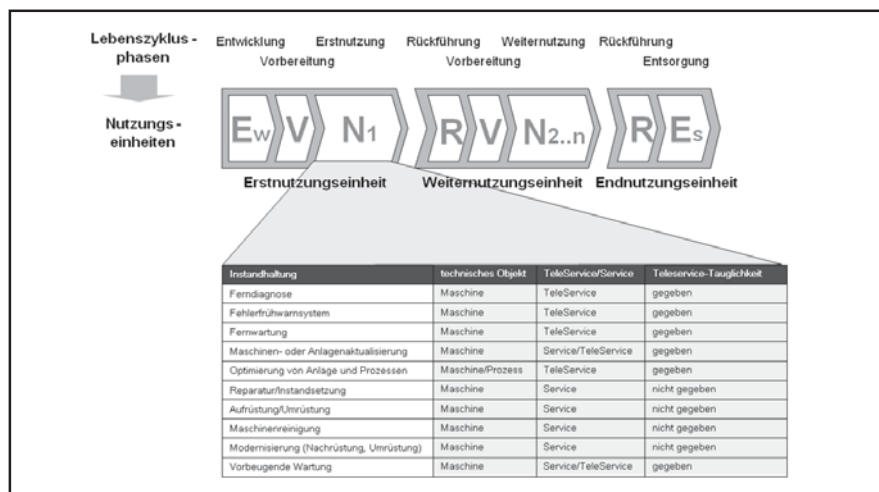 Lebenszyklus - phasen
Entwicklung Erstnutzung Rückführung Weiternutzung Rückführung
Vorbereitung Vorbereitung Entsorgung
Nutzungs - einheiten
Ew V N1 R V N2..n R Es
Erstnutzungseinheit Weiternutzungseinheit Endnutzungseinheit
Instandhaltung technisches Objekt TeleService/Service Teleservice-Tauglichkeit
Ferndiagnose Maschine TeleService gegeben
Fehlerfrühwarnsystem Maschine TeleService gegeben
Fernwartung Maschine TeleService gegeben
Maschinen- oder Anlagenaktualisierung Maschine Service/TeleService gegeben
Optimierung von Anlage und Prozessen Maschine/Prozess TeleService gegeben
Reparatur/Instandsetzung Maschine Service nicht gegeben
Aufrüstung/Umrüstung Maschine Service nicht gegeben
Maschinenreinigung Maschine Service nicht gegeben
Modernisierung (Nachrüstung, Umrüstung) Maschine Service nicht gegeben
Vorbeugende Wartung Maschine Service/TeleService gegeben